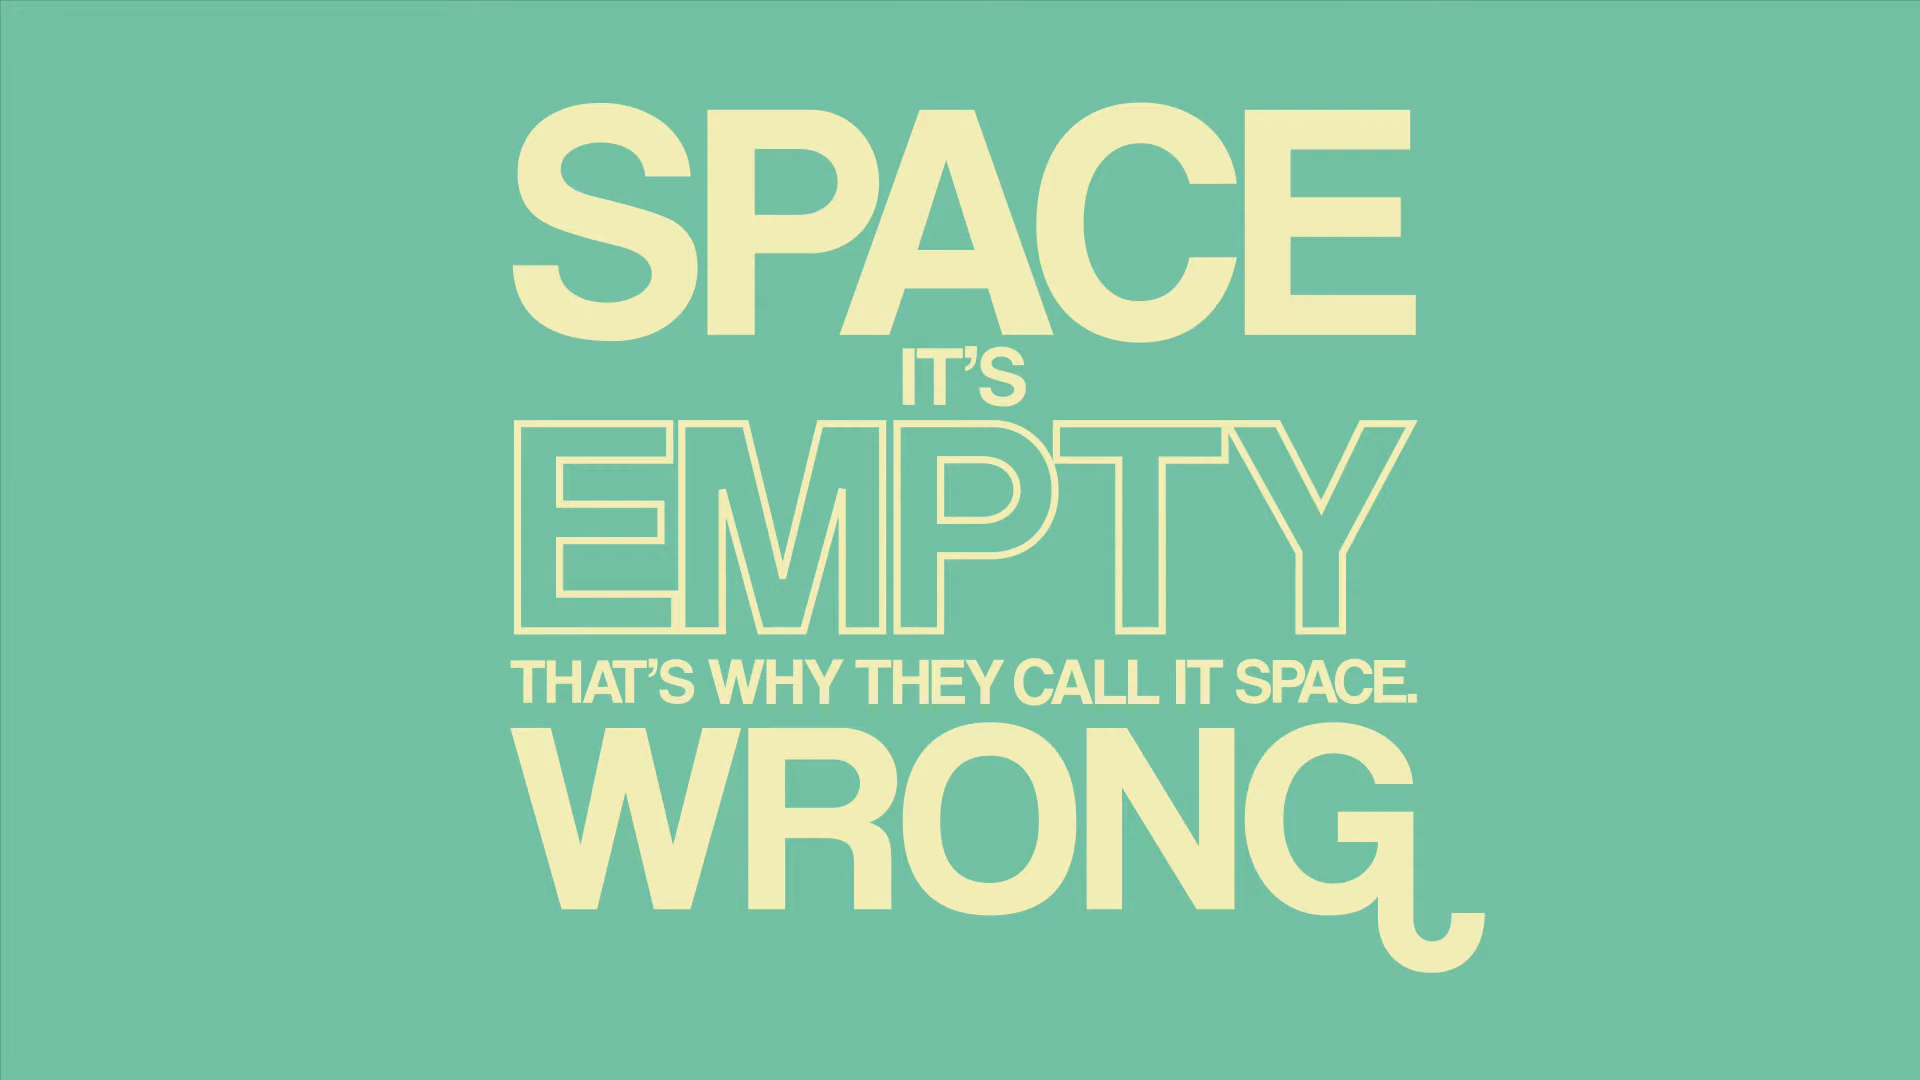 SPACE
IT’S
EMPTY
THAT’S WHY THEY CALL IT SPACE.
WRONG